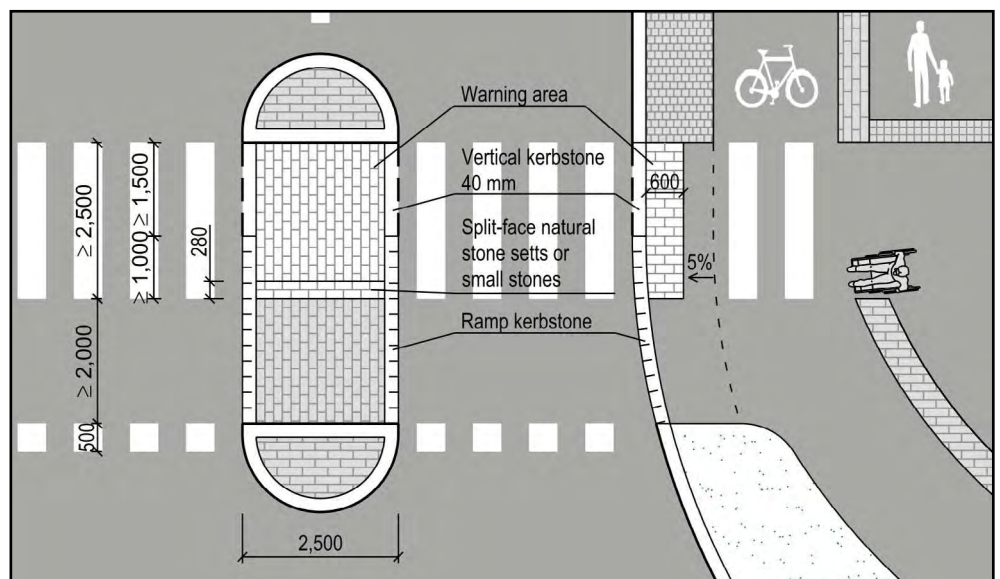 Warning area
Vertical kerbstone
40 mm
Split-face natural
stone setts or
small stones
Ramp kerbstone
≥ 2,500
≥ 1,000
≥ 1,500
280
≥ 2,000
500
2,500
600
5%